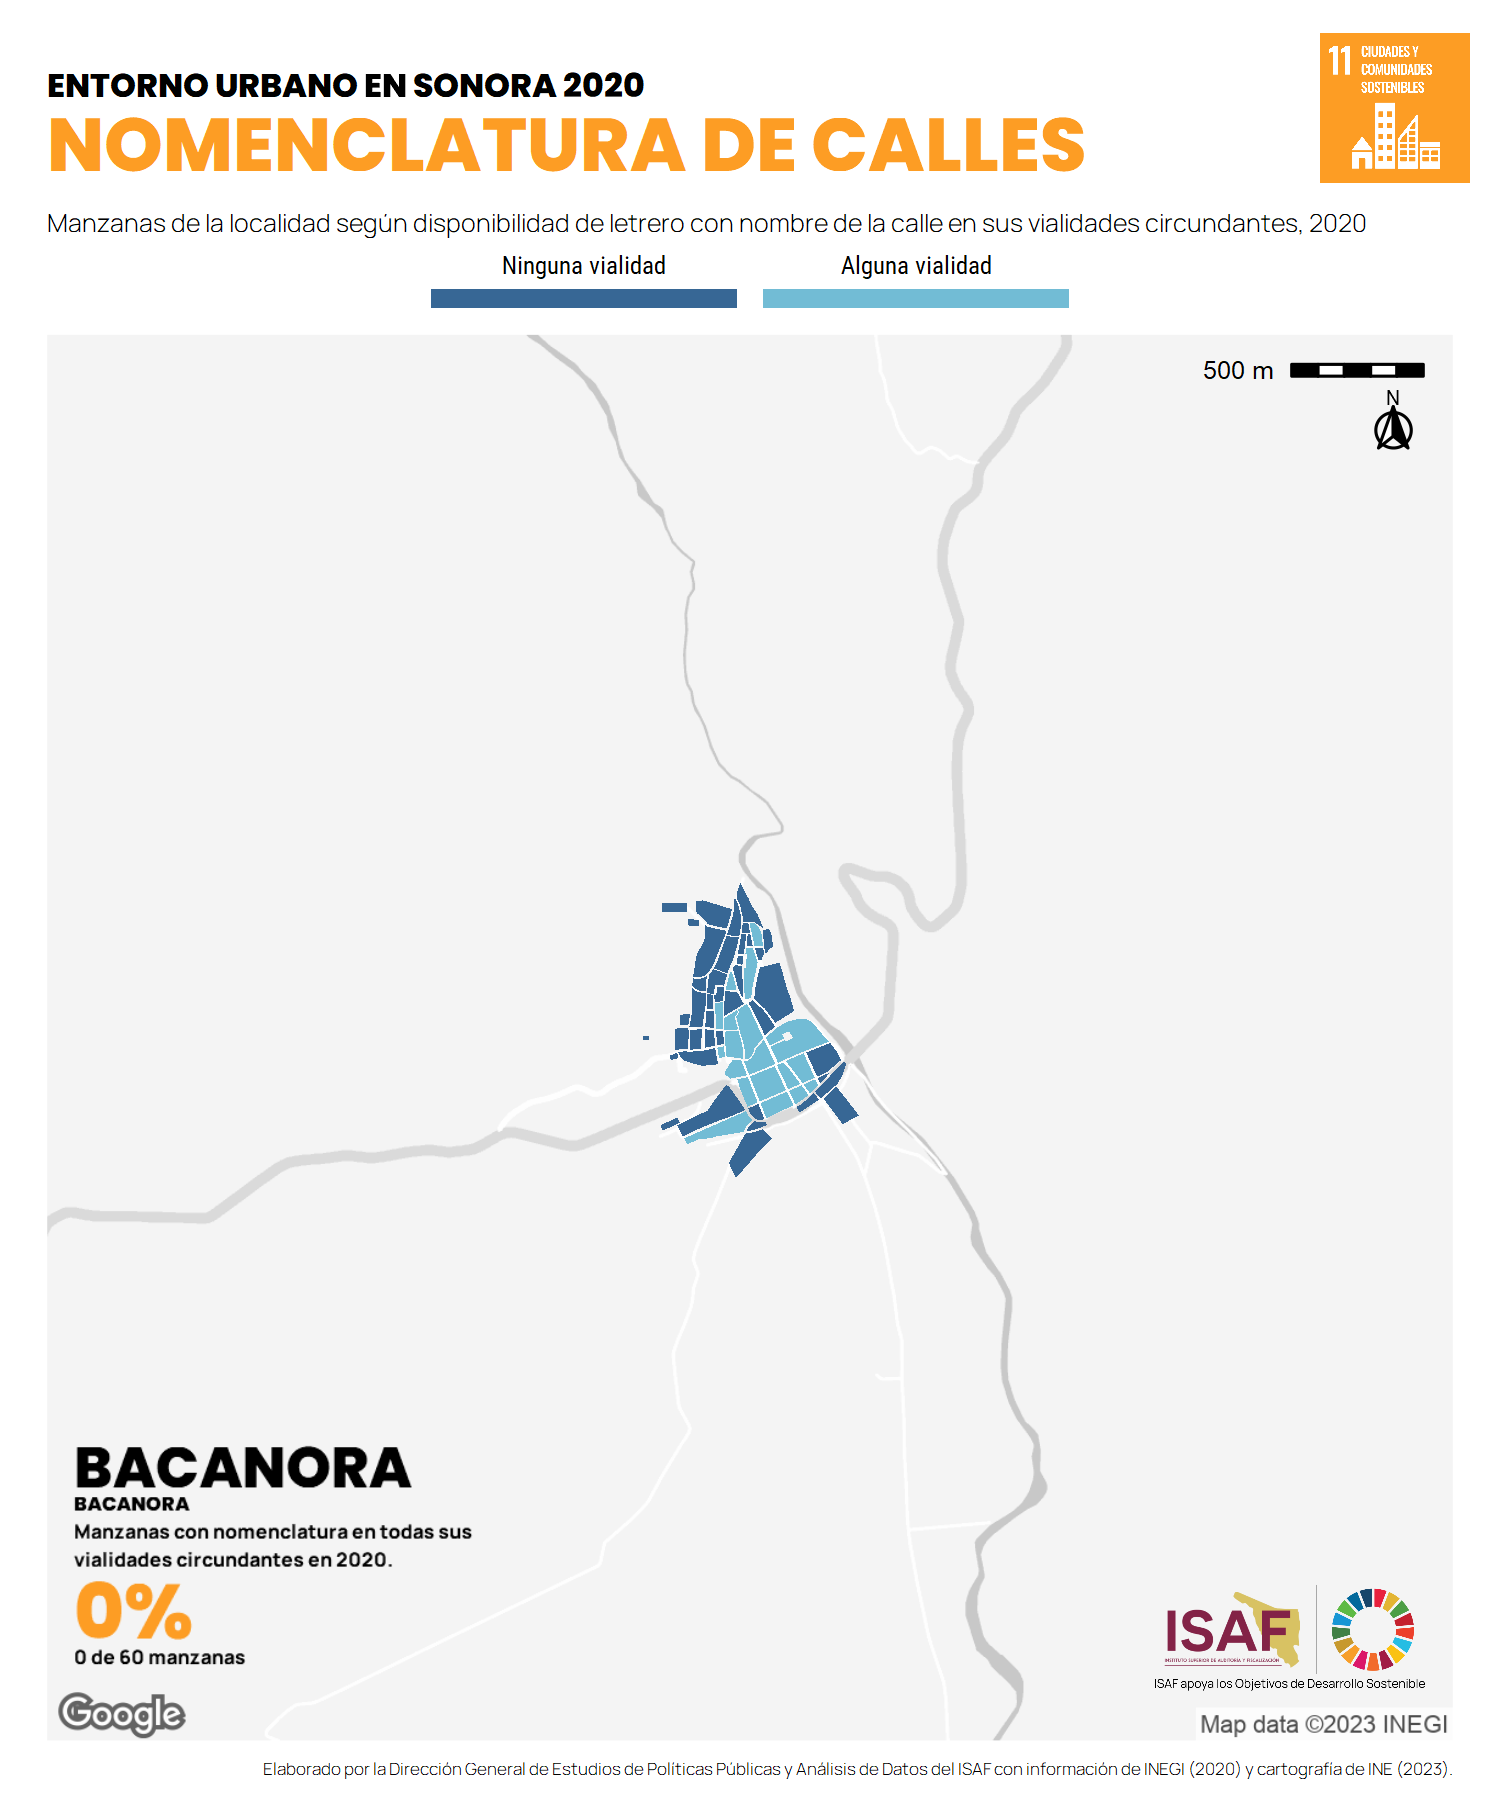 ENTORNO URBANO EN SONORA 2020
NOMENCLATURA DE CALLES
11 CIUDADES Y
COMUNIDADES
SOSTENIBLES
Manzanas de la localidad según disponibilidad de letrero con nombre de la calle en sus vialidades circundantes, 2020
Ninguna vialidad
Alguna vialidad
500 m
N
BACANORA
BACANORA
Manzanas con nomenclatura en todas sus
vialidades circundantes en 2020.
0%
0 de 60 manzanas
Google
ISAF
INSTITUTO SUPERIOR DE AUDITORÍA Y FISCALIZACIÓN
ISAF apoya los Objetivos de Desarrollo Sostenible
Map data ©2023 INEGI
Elaborado por la Dirección General de Estudios de Políticas Públicas y Análisis de Datos del ISAF con información de INEGI (2020) y cartografía de INE (2023).